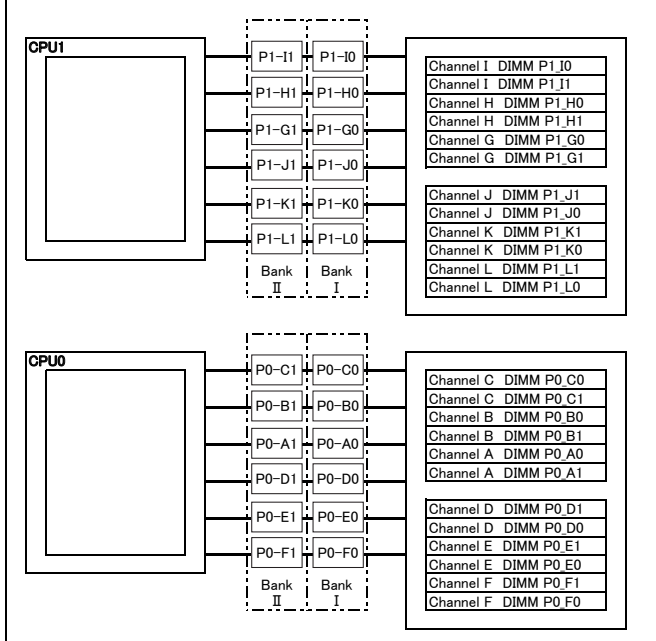 CPU1
P1-I1 P1-I0
P1-H1 P1-H0
P1-G1 P1-G0
P1-J1 P1-J0
P1-K1 P1-K0
P1-L1 P1-L0
Bank Bank
Ⅱ Ⅰ
Channel I DIMM P1_I0
Channel I DIMM P1_I1
Channel H DIMM P1_H0
Channel H DIMM P1_H1
Channel G DIMM P1_G0
Channel G DIMM P1_G1
Channel J DIMM P1_J1
Channel J DIMM P1_J0
Channel K DIMM P1_K1
Channel K DIMM P1_K0
Channel L DIMM P1_L1
Channel L DIMM P1_L0
CPU0
P0-C1 P0-C0
P0-B1 P0-B0
P0-A1 P0-A0
P0-D1 P0-D0
P0-E1 P0-E0
P0-F1 P0-F0
Bank Bank
Ⅱ Ⅰ
Channel C DIMM P0_C0
Channel C DIMM P0_C1
Channel B DIMM P0_B0
Channel B DIMM P0_B1
Channel A DIMM P0_A0
Channel A DIMM P0_A1
Channel D DIMM P0_D1
Channel D DIMM P0_D0
Channel E DIMM P0_E1
Channel E DIMM P0_E0
Channel F DIMM P0_F1
Channel F DIMM P0_F0